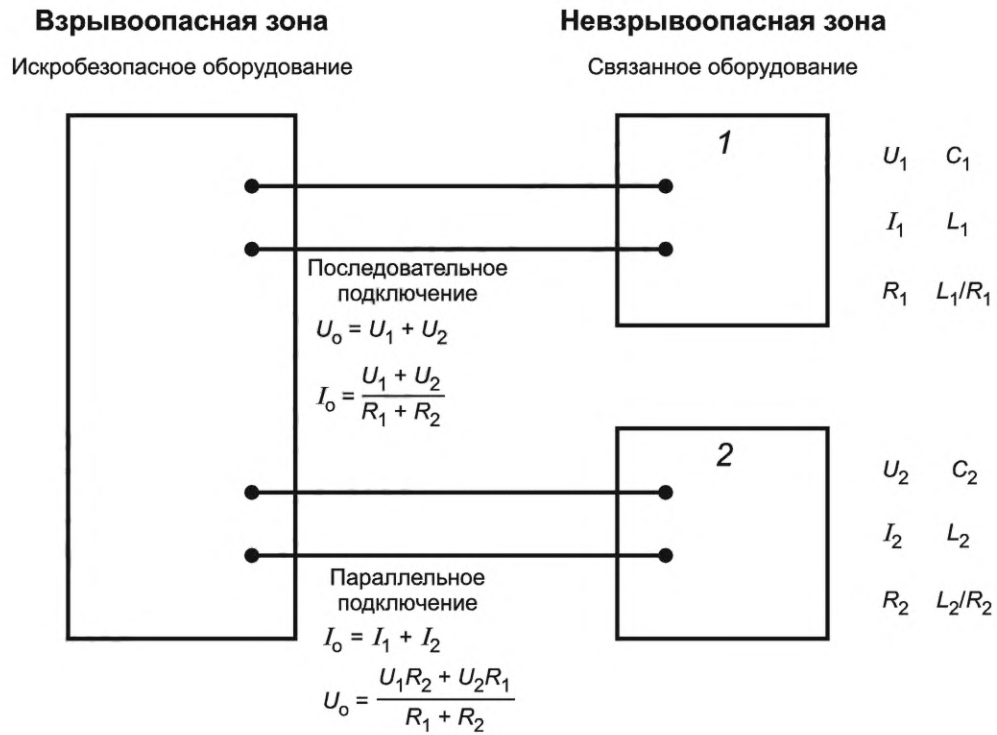 Взрывоопасная зона
Невзрывоопасная зона
Искробезопасное оборудование
Связанное оборудование
1
U₁ C₁
I₁ L₁
R₁ L₁/R₁
Последовательное
подключение
Uₒ = U₁ + U₂
Iₒ = (U₁ + U₂)/(R₁ + R₂)
2
U₂ C₂
I₂ L₂
R₂ L₂/R₂
Параллельное
подключение
Iₒ = I₁ + I₂
Uₒ = (U₁R₂ + U₂R₁)/(R₁ + R₂)